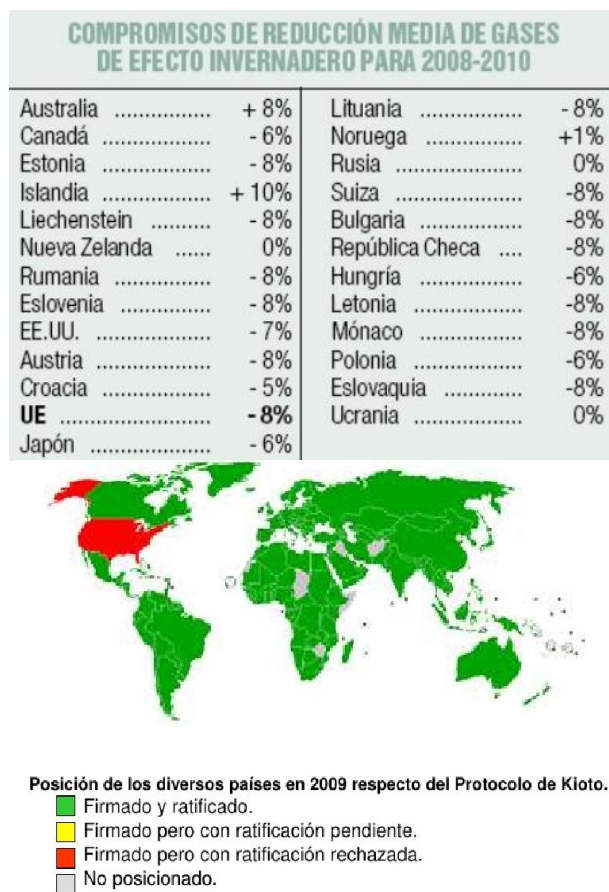 COMPROMISOS DE REDUCCIÓN MEDIA DE GASES
DE EFECTO INVERNADERO PARA 2008-2010
Australia ................ + 8%
Canadá ................. - 6%
Estonia ................. - 8%
Islandia ................. + 10%
Liechenstein .......... - 8%
Nueva Zelanda ...... 0%
Rumania ................ - 8%
Eslovenia ............... - 8%
EE.UU. .................. - 7%
Austria .................. - 8%
Croacia ................. - 5%
UE ....................... - 8%
Japón .................... - 6%
Lituania ................. - 8%
Noruega ................ +1%
Rusia .................... 0%
Suiza .................... -8%
Bulgaria ................. -8%
República Checa .... -8%
Hungría ................. -6%
Letonia .................. -8%
Mónaco ................. -8%
Polonia .................. -6%
Eslovaquia ............. -8%
Ucrania .................. 0%
Posición de los diversos países en 2009 respecto del Protocolo de Kioto.
Firmado y ratificado.
Firmado pero con ratificación pendiente.
Firmado pero con ratificación rechazada.
No posicionado.